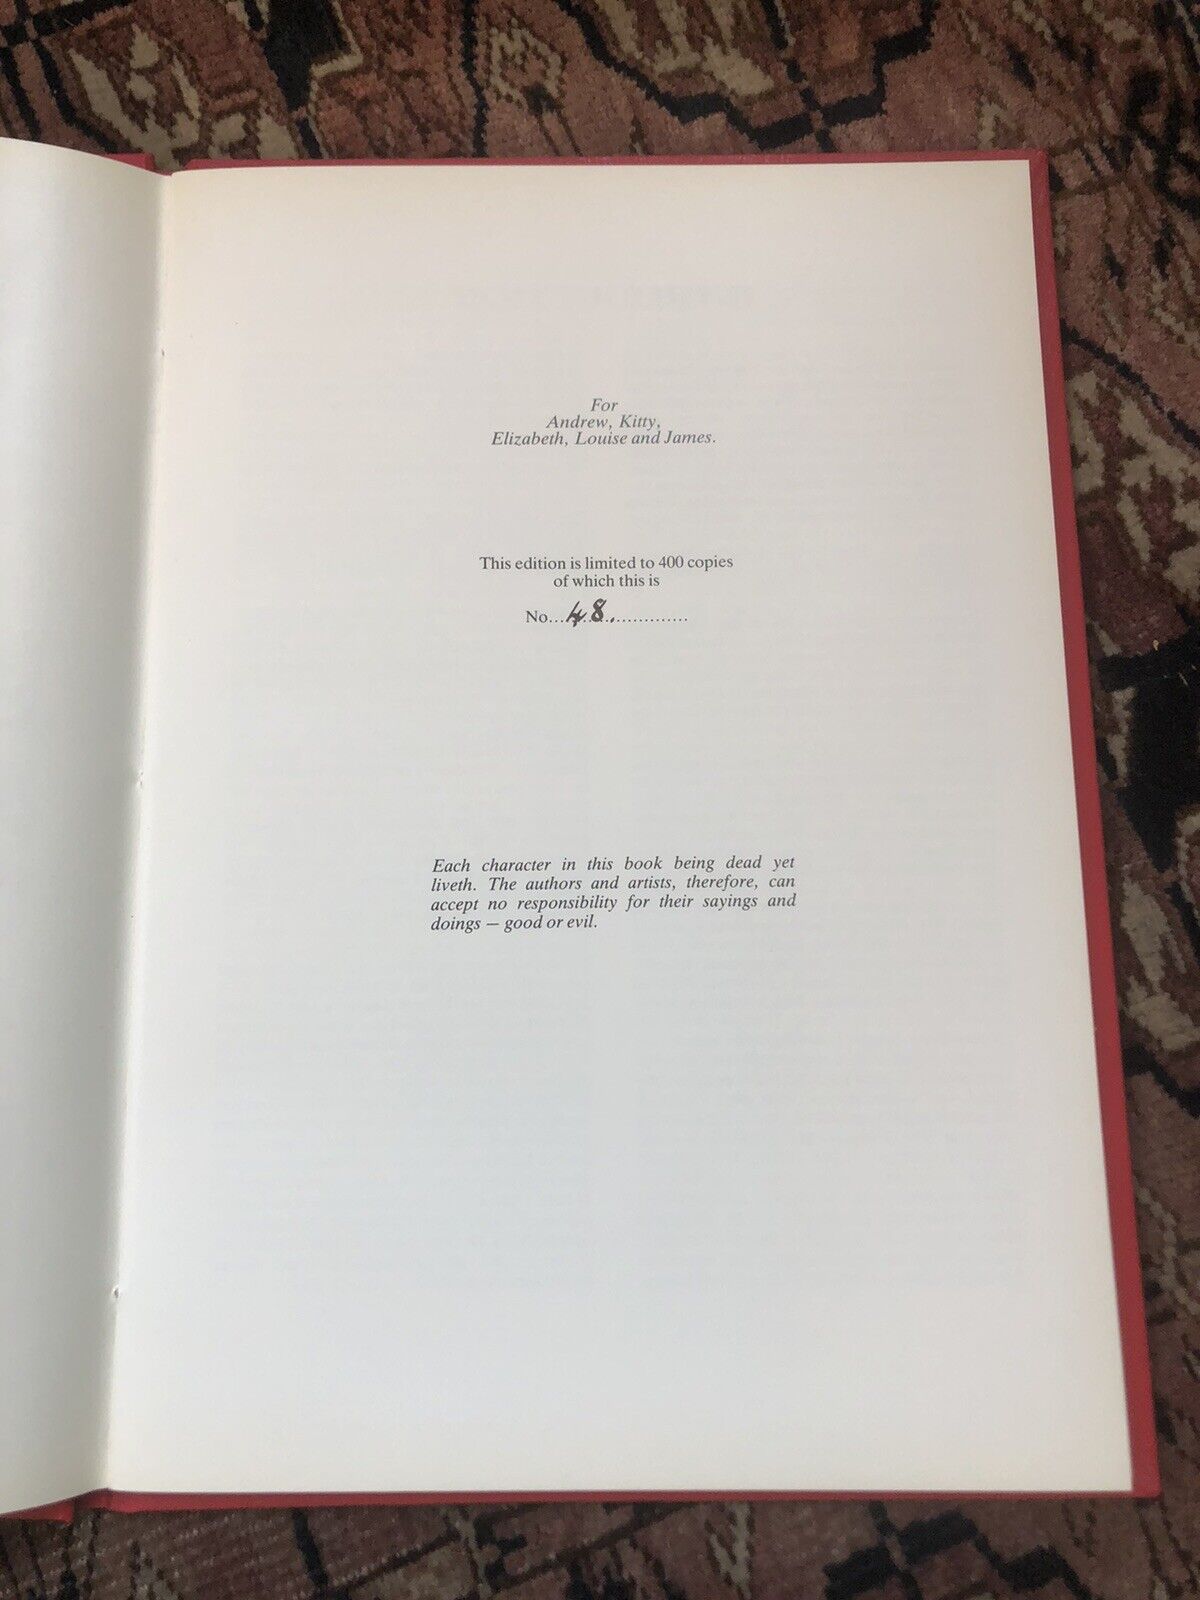 For
Andrew, Kitty,
Elizabeth, Louise and James.
This edition is limited to 400 copies
of which this is
No...48...............
Each character in this book being dead yet
liveth. The authors and artists, therefore, can
accept no responsibility for their sayings and
doings — good or evil.